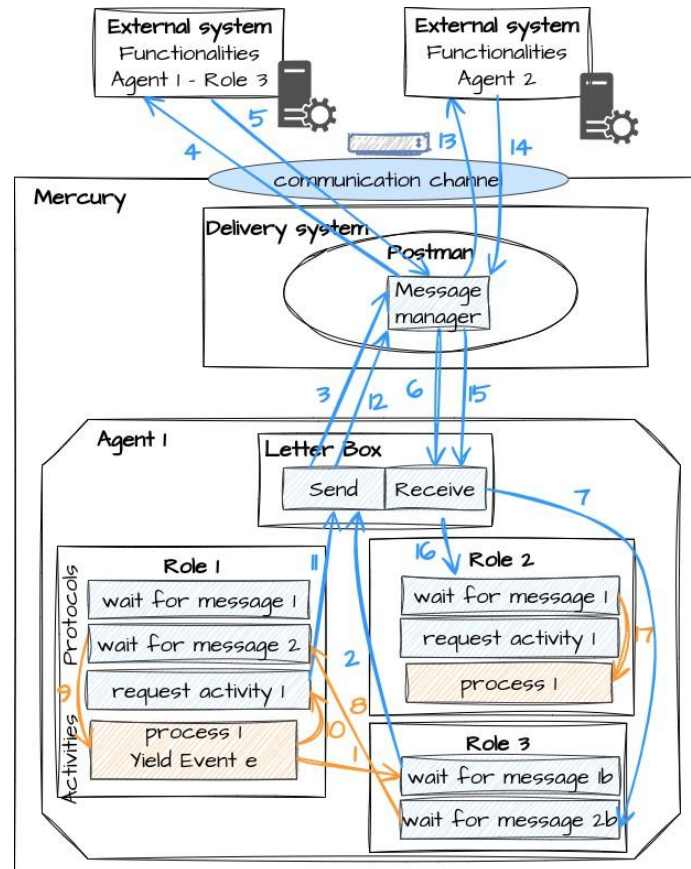 External system
Functionalities
Agent 1 - Role 3
External system
Functionalities
Agent 2
5
4
13
14
communication channel
Mercury
Delivery system
Postman
Message
manager
3
12
6
15
Agent 1
Letter Box
Send
Receive
7
11
16
Protocols
Role 1
wait for message 1
wait for message 2
request activity 1
2
9
8
10
Activities
process 1
Yield Event e
1
Role 2
wait for message 1
request activity 1
17
process 1
Role 3
wait for message 1b
wait for message 2b